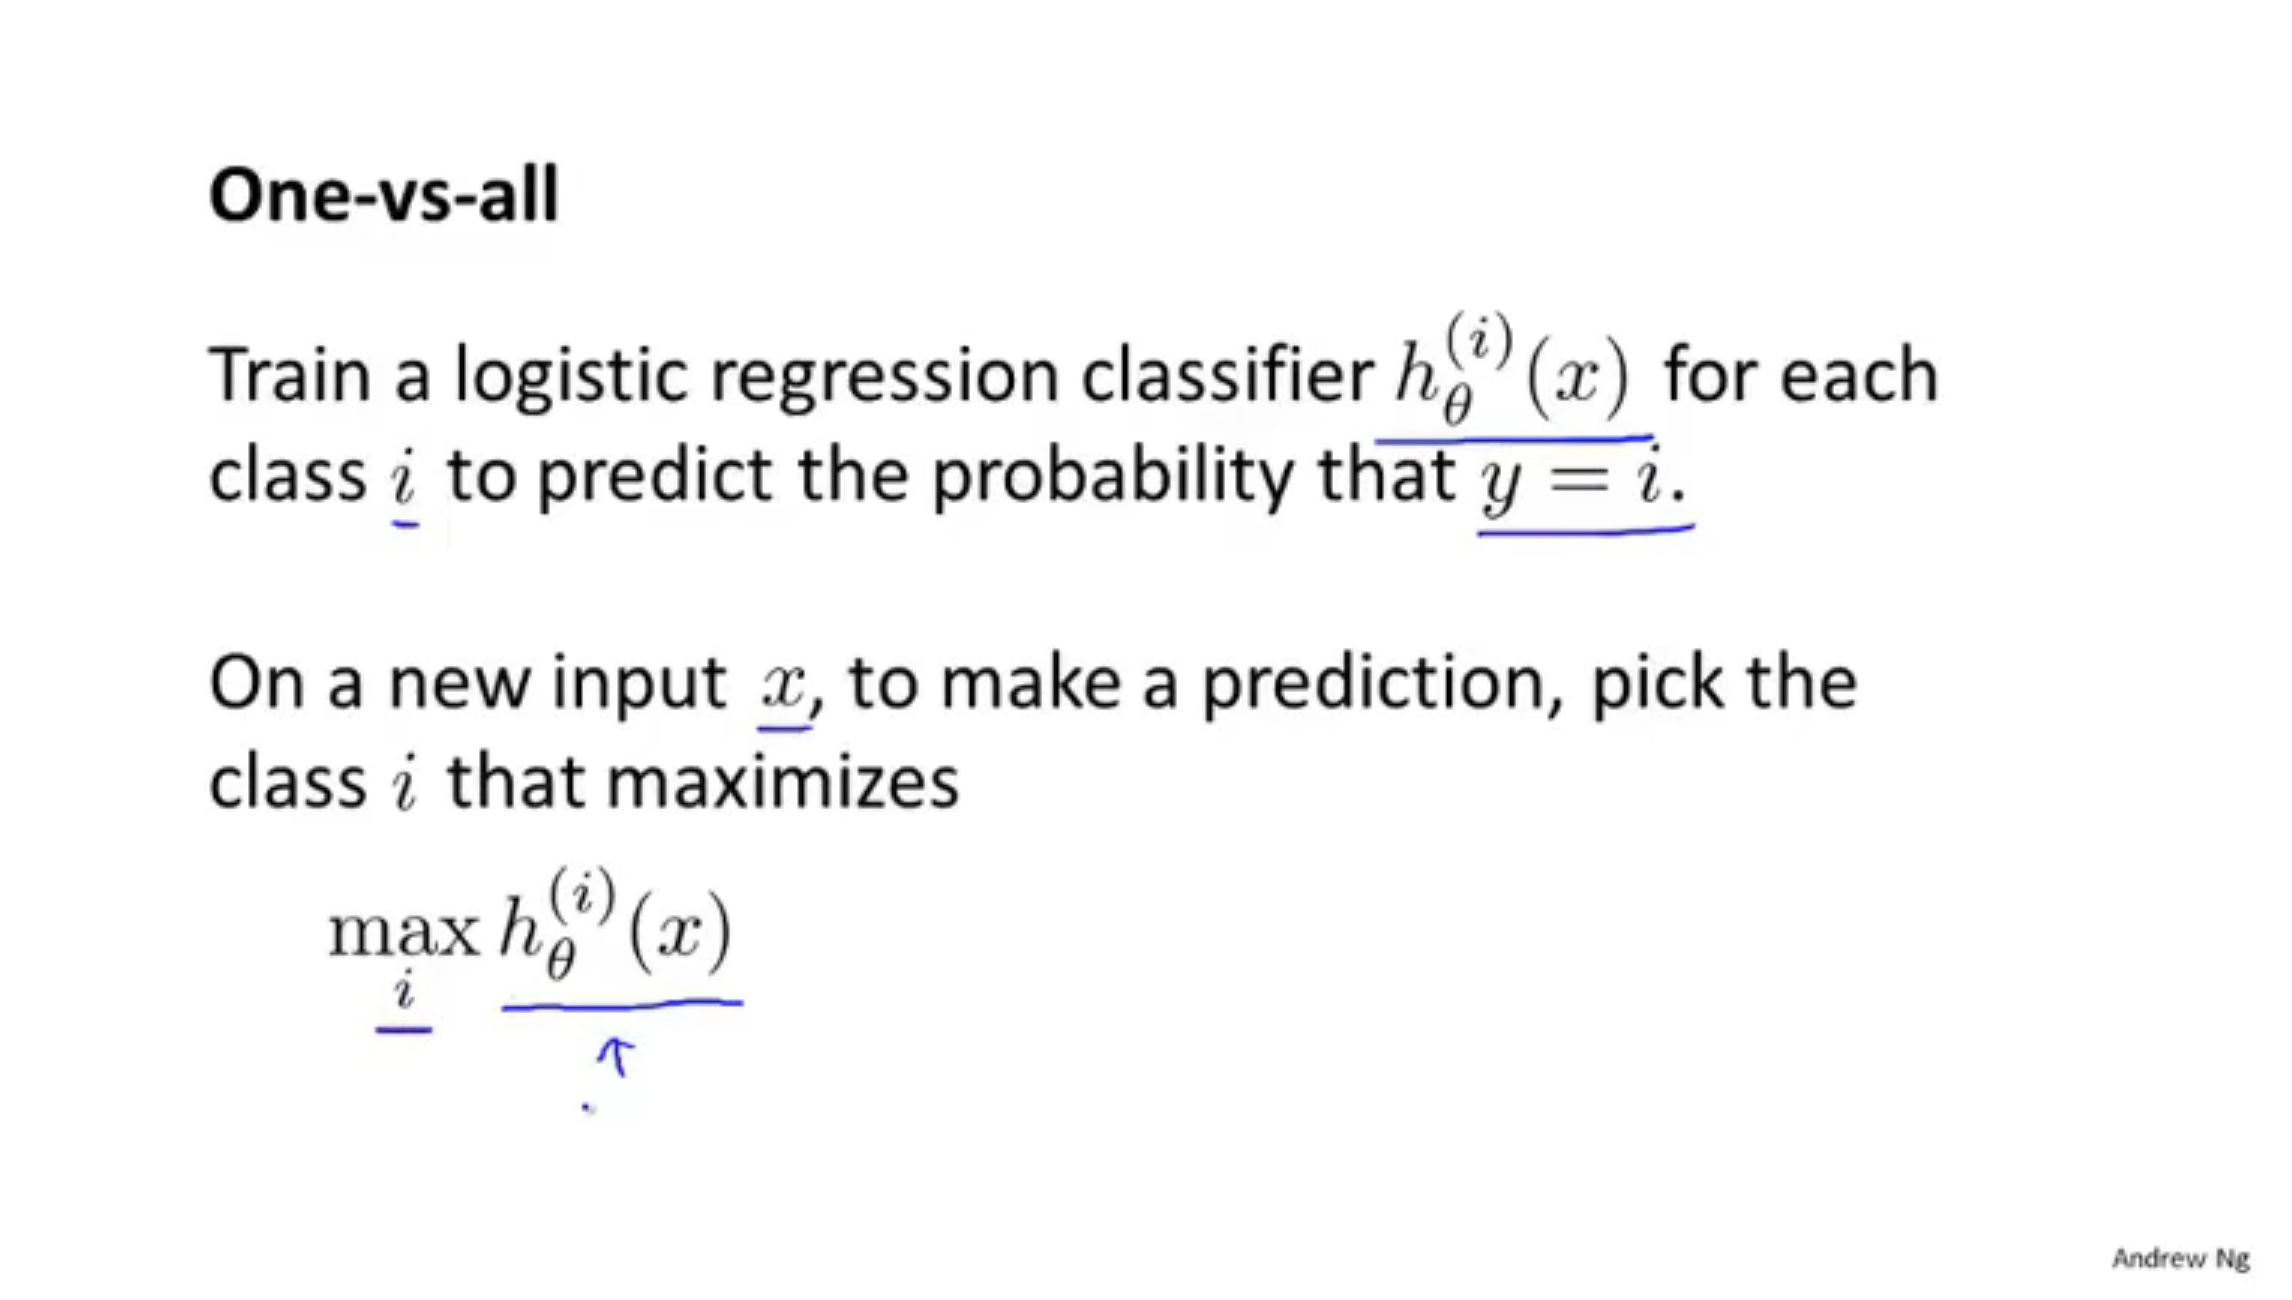 One-vs-all
Train a logistic regression classifier $h_\theta^{(i)}(x)$ for each
class $i$ to predict the probability that $y = i$.
On a new input $x$, to make a prediction, pick the
class $i$ that maximizes
$\max_i h_\theta^{(i)}(x)$
Andrew Ng